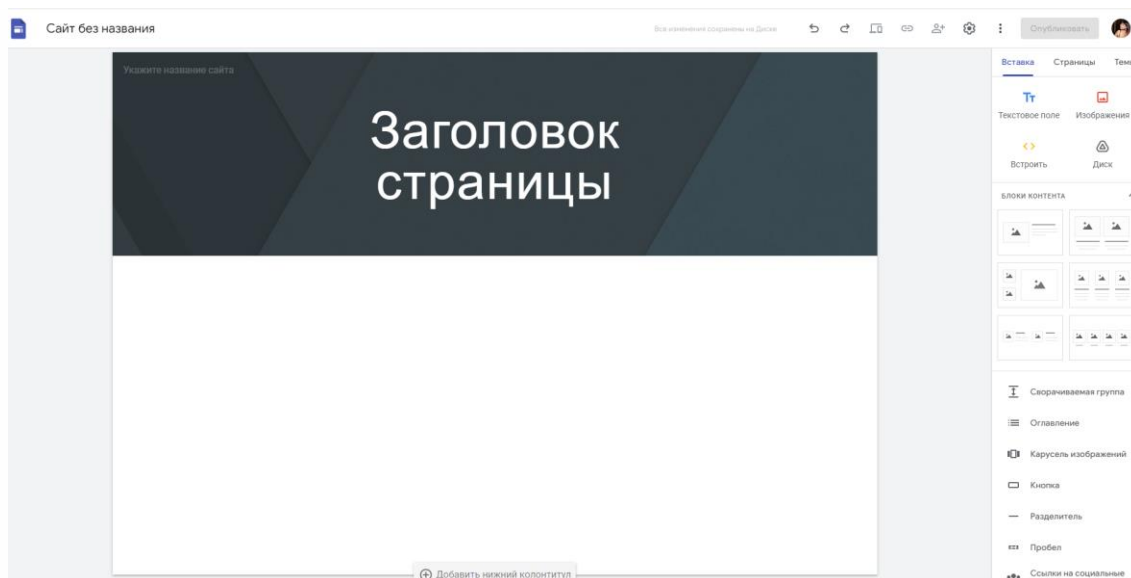 Сайт без названия
Все изменения сохранены на Диске
Опубликовать
Укажите название сайта
Заголовок
страницы
Добавить нижний колонтитул
Вставка Страницы Тем
Текстовое поле Изображения
Встроить Диск
БЛОКИ КОНТЕНТА
Сворачиваемая группа
Оглавление
Карусель изображений
Кнопка
Разделитель
Пробел
Ссылки на социальные